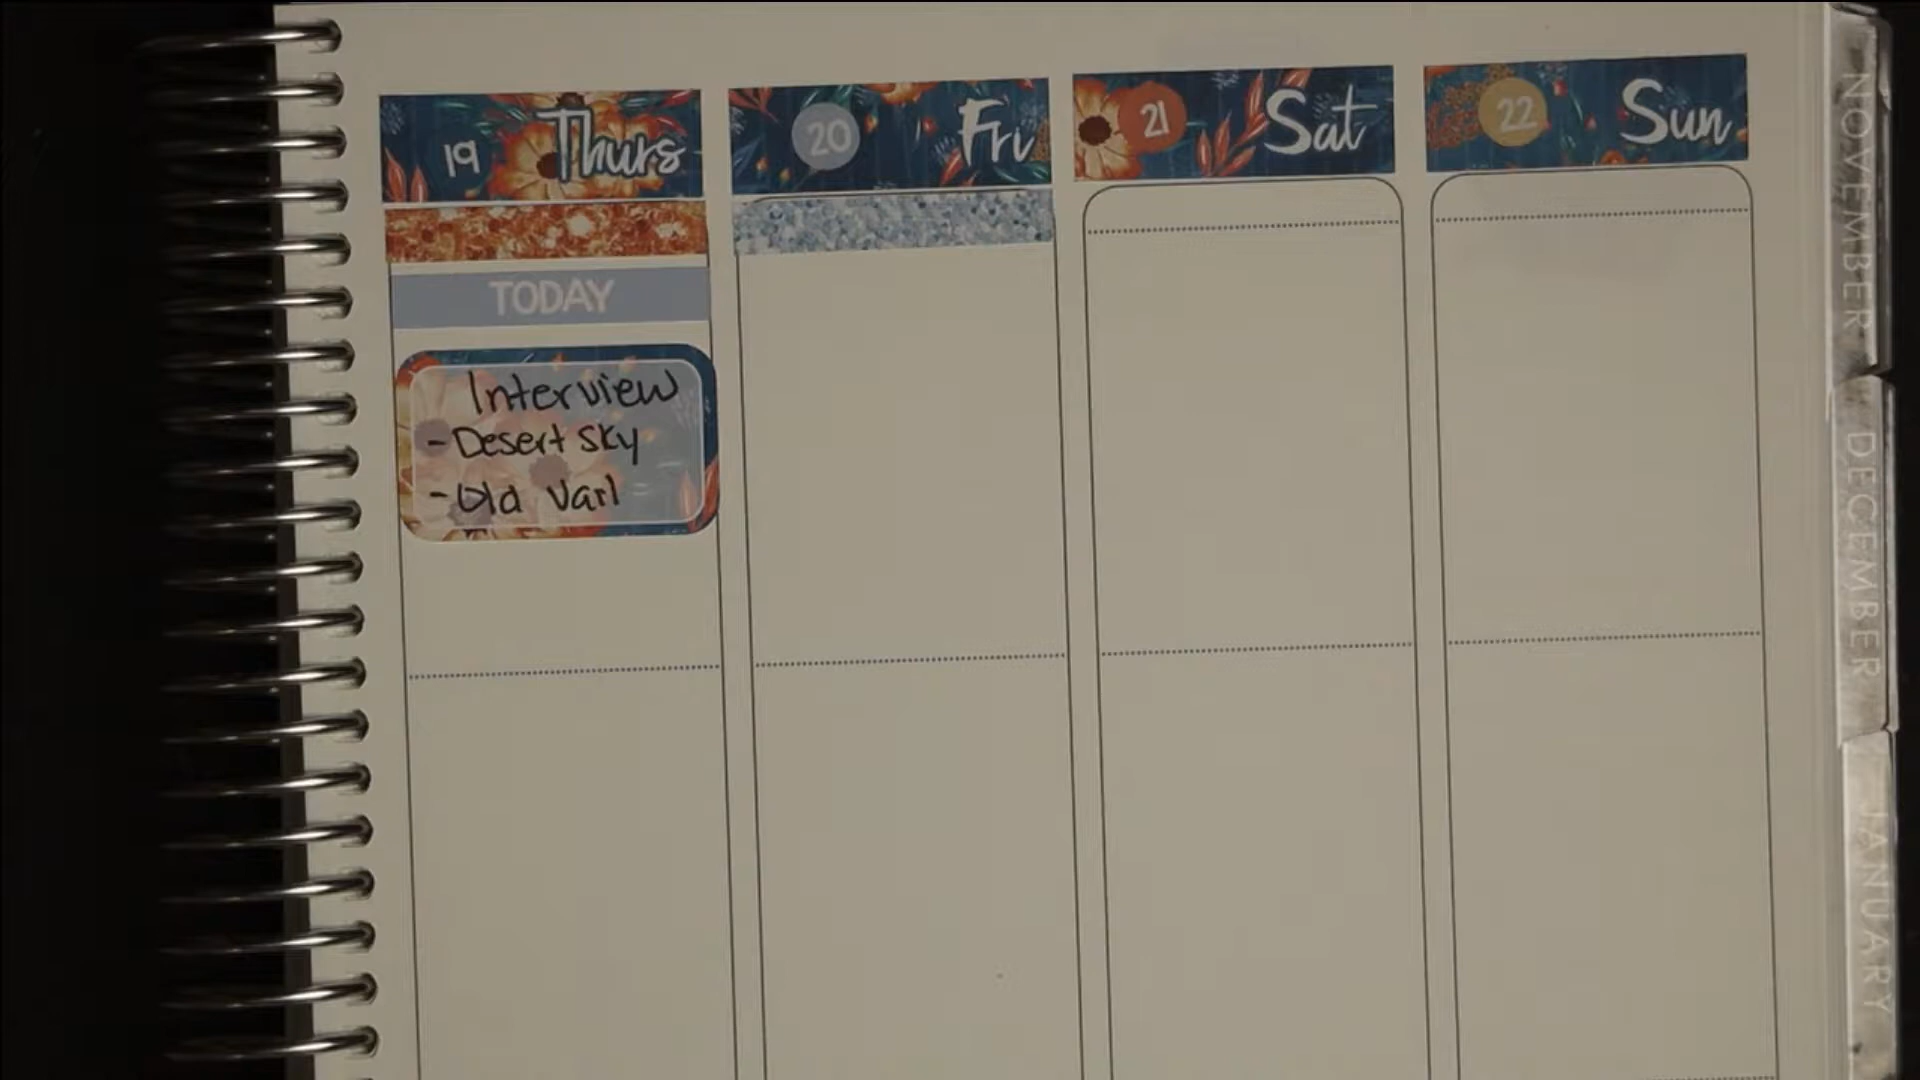 19 Thurs
20 Fri
21 Sat
22 Sun
TODAY
Interview
- Desert Sky
- Old Vail
NOVEMBER
DECEMBER
JANUARY